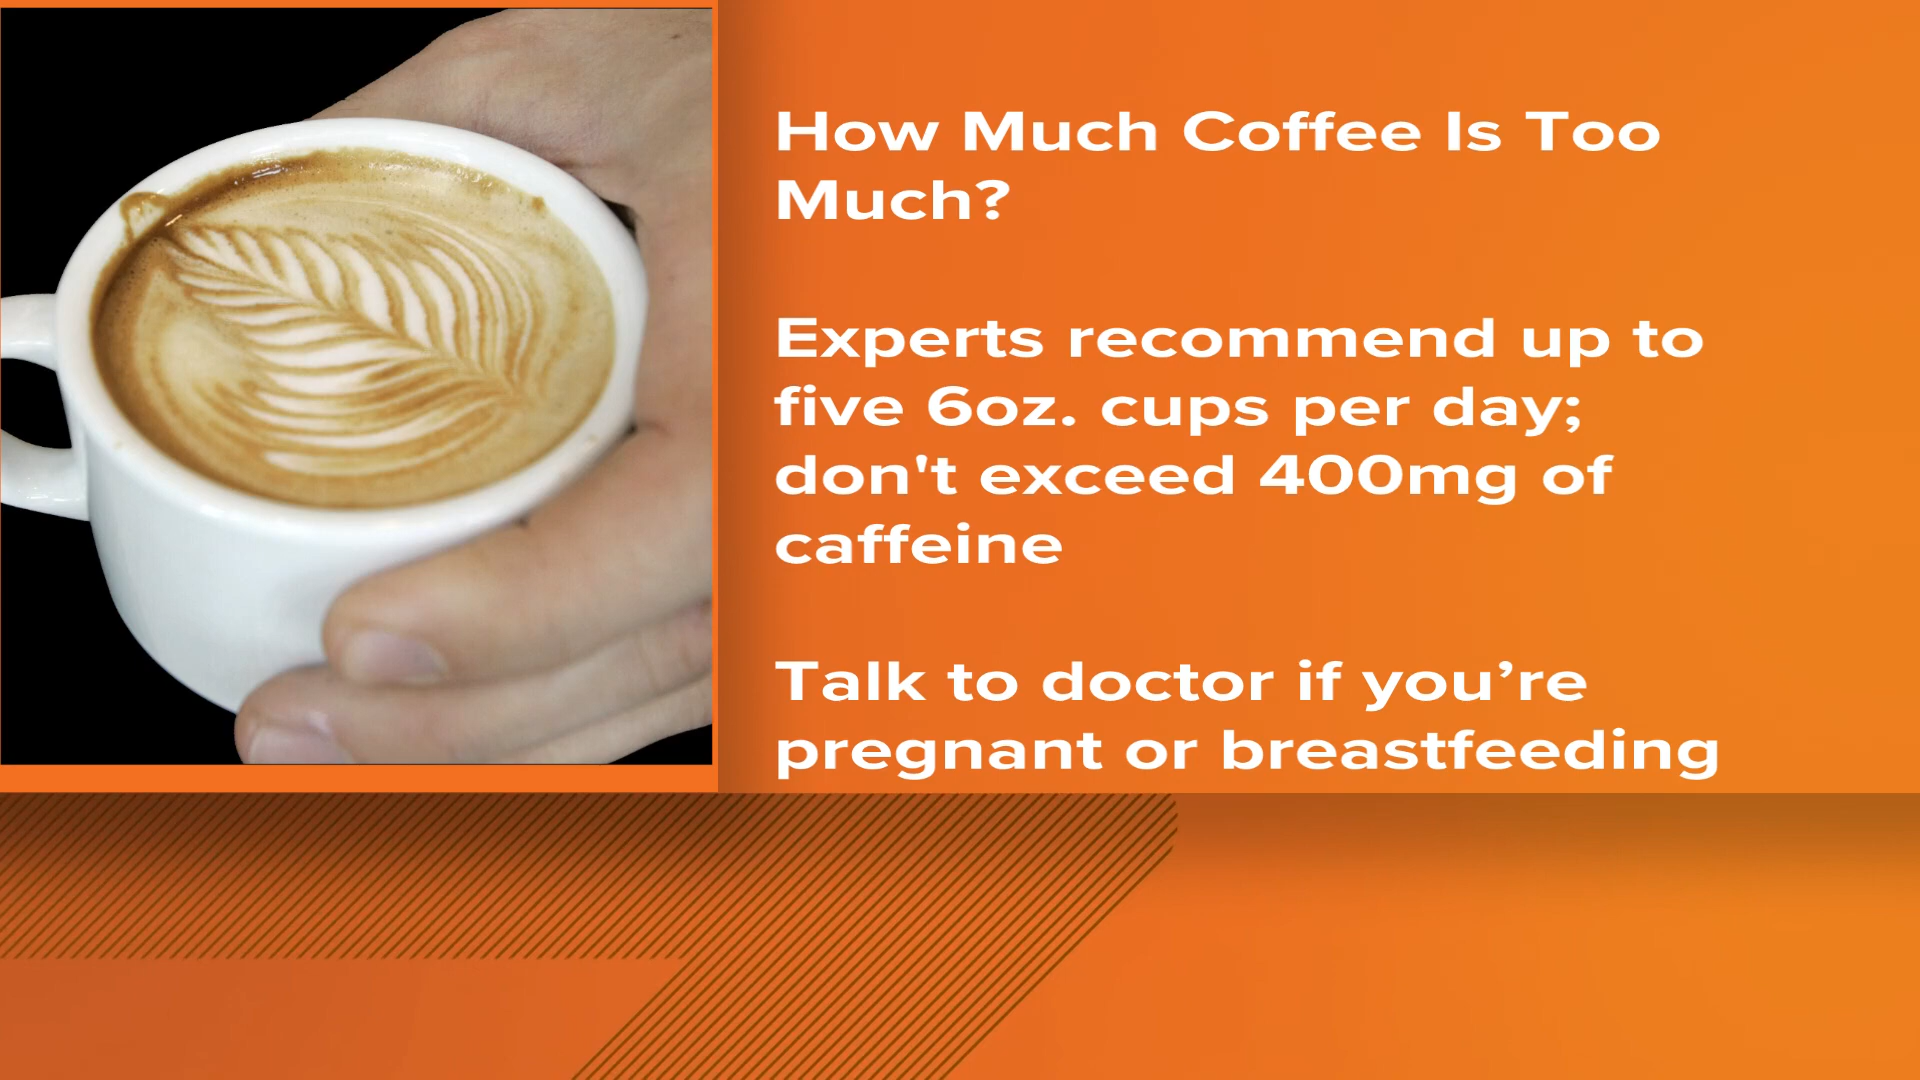 How Much Coffee Is Too
Much?
Experts recommend up to
five 6oz. cups per day;
don't exceed 400mg of
caffeine
Talk to doctor if you’re
pregnant or breastfeeding